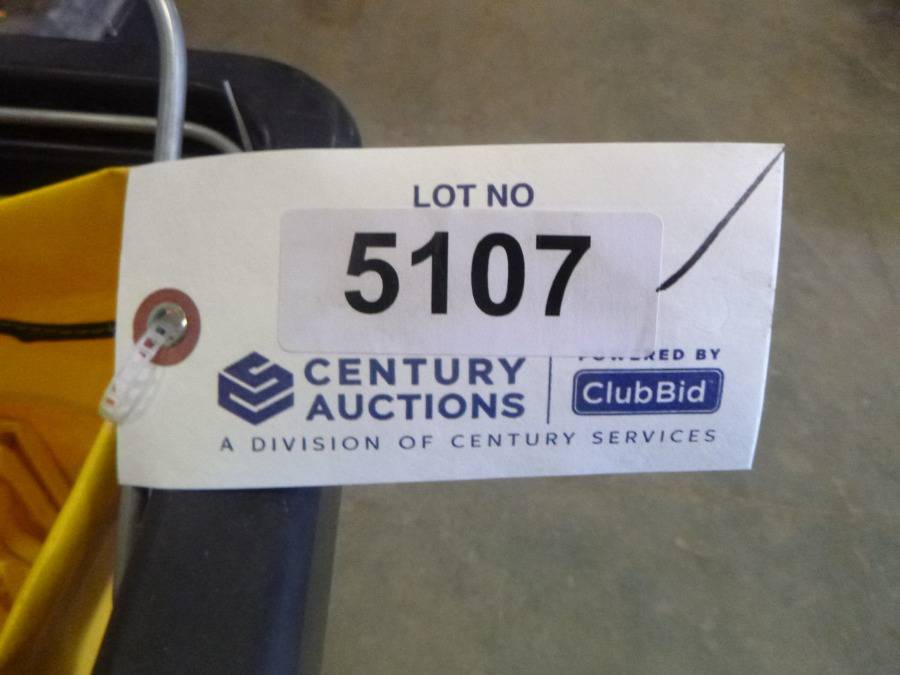 LOT NO
5107
CENTURY
AUCTIONS
POWERED BY
ClubBid
A DIVISION OF CENTURY SERVICES